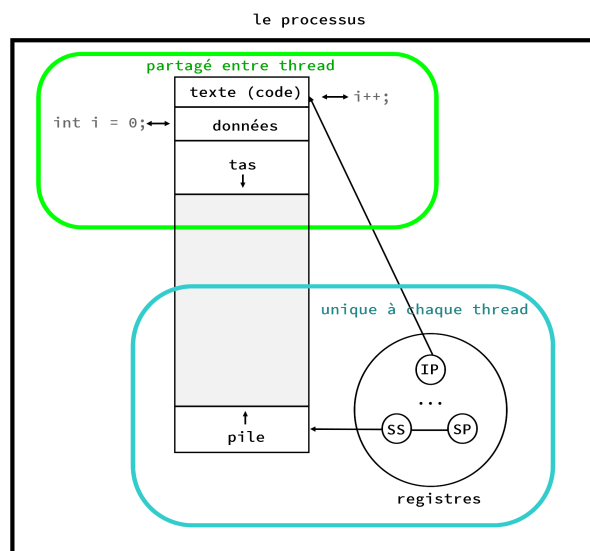 le processus
partagé entre thread
texte (code)
i++;
int i = 0;
données
tas
unique à chaque thread
IP
...
SS
SP
pile
registres